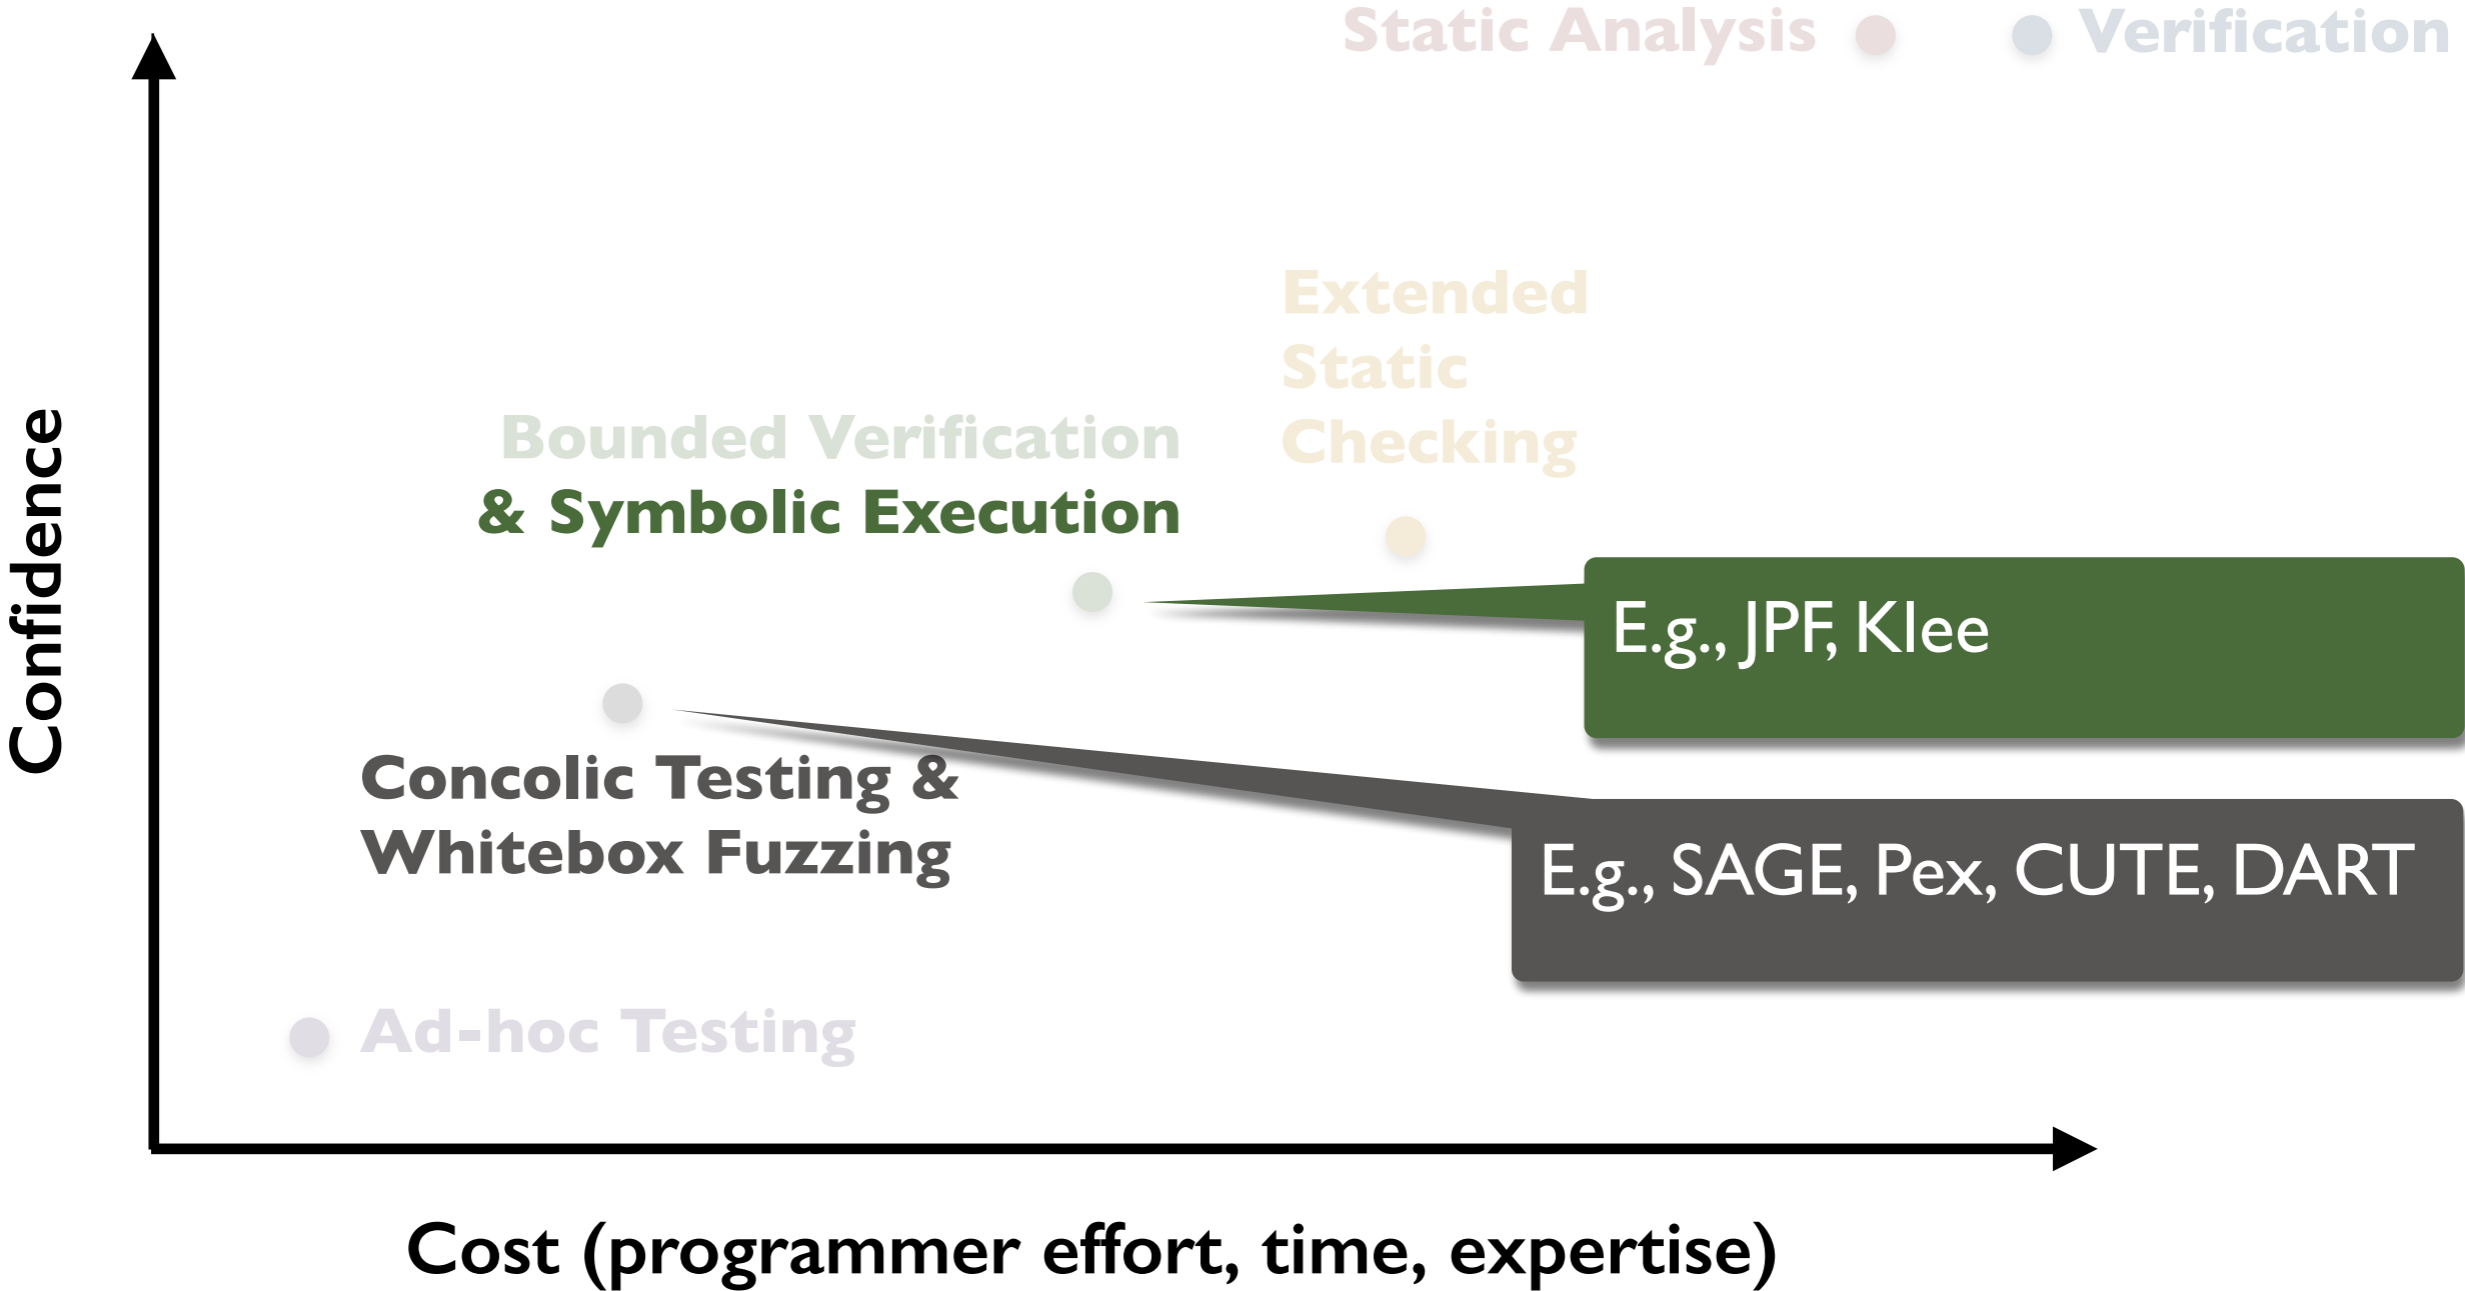 Static Analysis
Verification
Extended
Static
Checking
Bounded Verification
& Symbolic Execution
E.g., JPF, Klee
Confidence
Concolic Testing &
Whitebox Fuzzing
E.g., SAGE, Pex, CUTE, DART
Ad-hoc Testing
Cost (programmer effort, time, expertise)